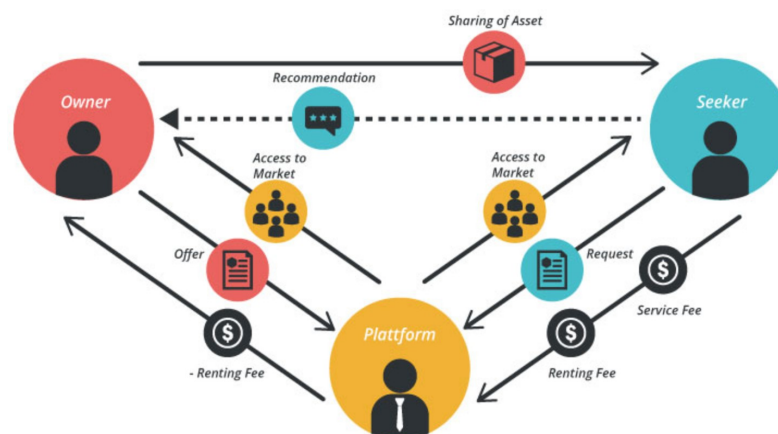 Sharing of Asset
Recommendation
Owner
Seeker
Access to
Market
Access to
Market
Offer
Request
Service Fee
Plattform
- Renting Fee
Renting Fee